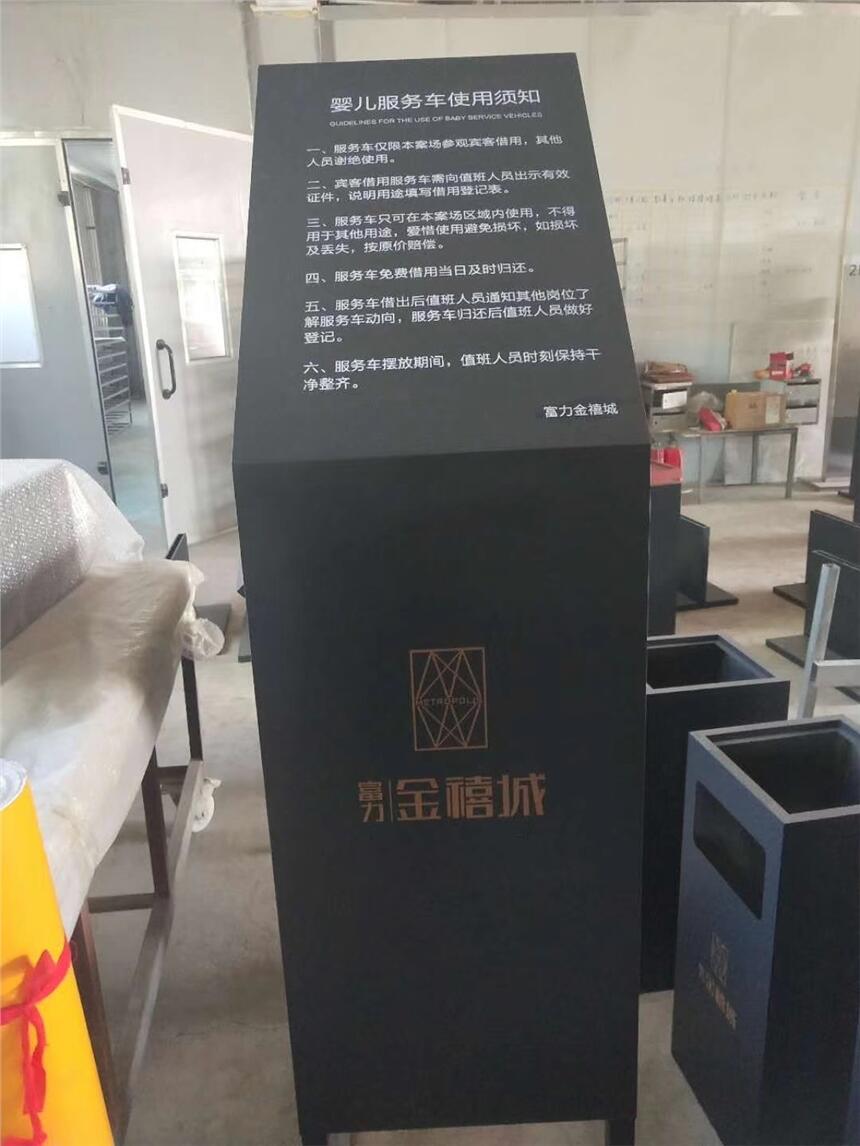 婴儿服务车使用须知
GUIDELINES FOR THE USE OF BABY SERVICE VEHICLES
一、服务车仅限本案场参观宾客借用，其他
人员谢绝使用。
二、宾客借用服务车需向值班人员出示有效
证件，说明用途填写借用登记表。
三、服务车只可在本案场区域内使用，不得
用于其他用途，爱惜使用避免损坏，如损坏
及丢失，按原价赔偿。
四、服务车免费借用当日及时归还。
五、服务车借出后值班人员通知其他岗位了
解服务车动向，服务车归还后值班人员做好
登记。
六、服务车摆放期间，值班人员时刻保持干
净整齐。
富力金禧城
METROPOLIS
富力 金禧城